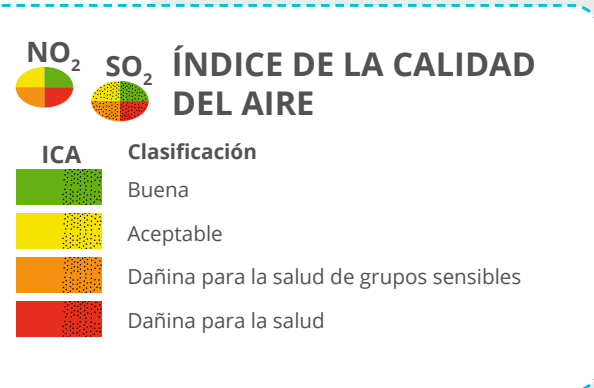 NO₂ SO₂ ÍNDICE DE LA CALIDAD
DEL AIRE
ICA Clasificación
Buena
Aceptable
Dañina para la salud de grupos sensibles
Dañina para la salud